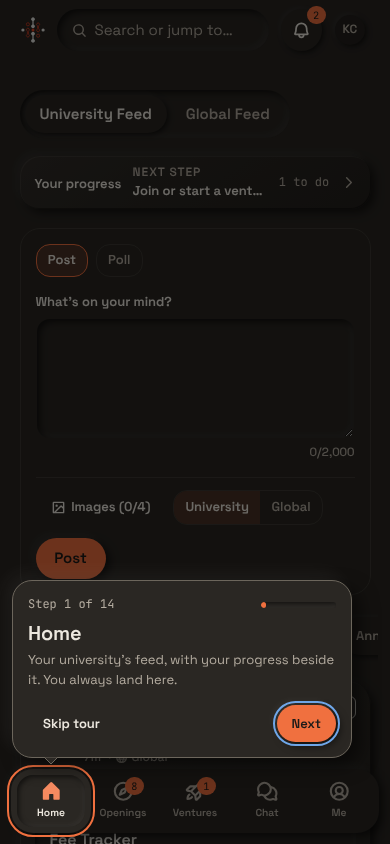 Search or jump to...
2
KC
University Feed
Global Feed
Your progress
NEXT STEP
Join or start a vent...
1 to do
Post
Poll
What's on your mind?
0/2,000
Images (0/4)
University
Global
Post
Step 1 of 14
Home
Your university's feed, with progress beside
it. You always land here.
Skip tour
Next
Global
8
1
Home
Openings
Ventures
Chat
Me
Fee Tracker